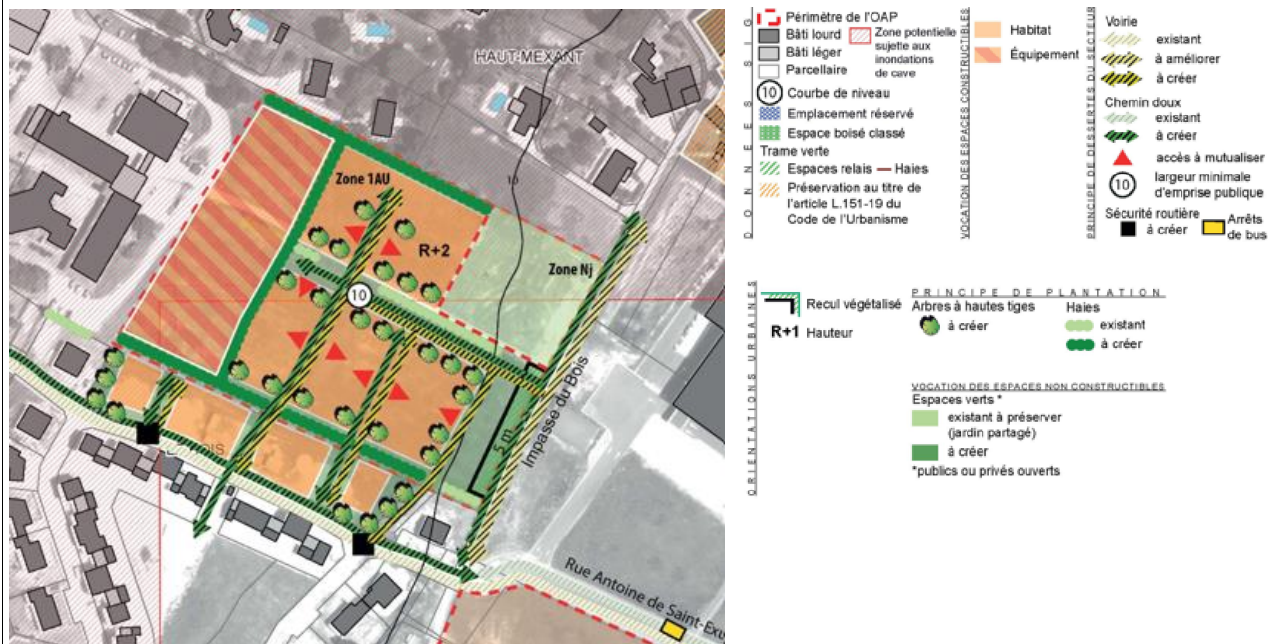 HAUT-MEXANT
Zone 1AU
10
R+2
Zone Nj
10
BOIS
5 m
Impasse du Bois
Rue Antoine de Saint-Exu
DONNEES SIG
Périmètre de l'OAP
Bâti lourd
Bâti léger
Parcellaire
Zone potentielle
sujette aux
inondations
de cave
10 Courbe de niveau
Emplacement réservé
Espace boisé classé
Trame verte
Espaces relais
Haies
Préservation au titre de
l'article L.151-19 du
Code de l'Urbanisme
VOCATION DES ESPACES CONSTRUCTIBLES
Habitat
Équipement
PRINCIPE DE DESSERTES DU SECTEUR
Voirie
existant
à améliorer
à créer
Chemin doux
existant
à créer
accès à mutualiser
10 largeur minimale
d'emprise publique
Sécurité routière
à créer
Arrêts
de bus
ORIENTATIONS URBAINES
Recul végétalisé
R+1 Hauteur
PRINCIPE DE PLANTATION
Arbres à hautes tiges
à créer
Haies
existant
à créer
VOCATION DES ESPACES NON CONSTRUCTIBLES
Espaces verts *
existant à préserver
(jardin partagé)
à créer
*publics ou privés ouverts